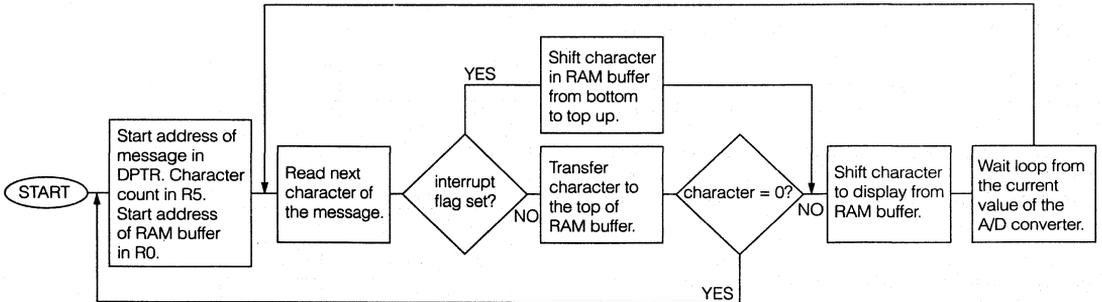 START
Start address of
message in
DPTR. Character
count in R5.
Start address
of RAM buffer
in R0.
Read next
character of
the message.
interrupt
flag set?
YES
Shift character
in RAM buffer
from bottom
to top up.
NO
Transfer
character to
the top of
RAM buffer.
character = 0?
NO
YES
Shift character
to display from
RAM buffer.
Wait loop from
the current
value of the
A/D converter.